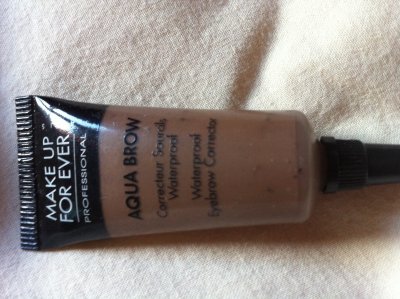 MAKE UP
FOR EVER
PROFESSIONAL
AQUA BROW
Correcteur Sourcils
Waterproof
Waterproof
Eyebrow Corrector